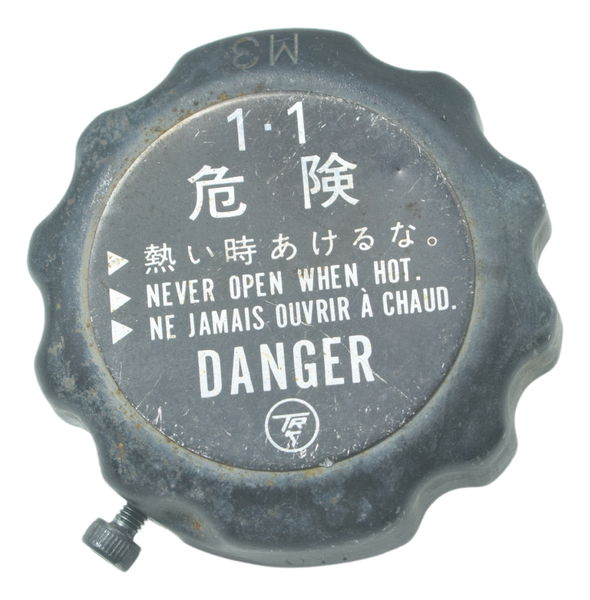 M3
1·1
危険
熱い時あけるな。
NEVER OPEN WHEN HOT.
NE JAMAIS OUVRIR À CHAUD.
DANGER
TR